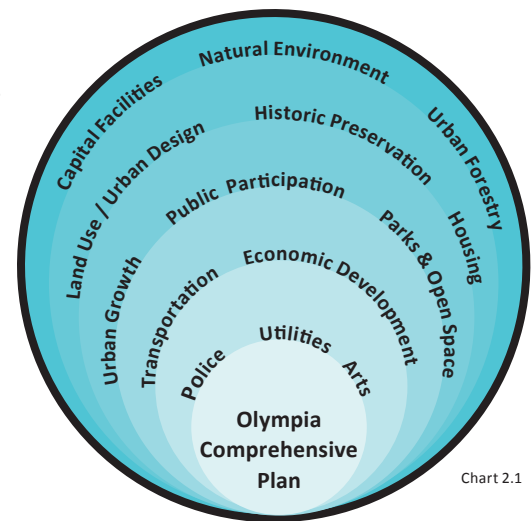 Natural Environment
Capital Facilities
Urban Forestry
Historic Preservation
Land Use / Urban Design
Housing
Public Participation
Urban Growth
Parks & Open Space
Economic Development
Transportation
Utilities
Police
Arts
Olympia
Comprehensive
Plan
Chart 2.1